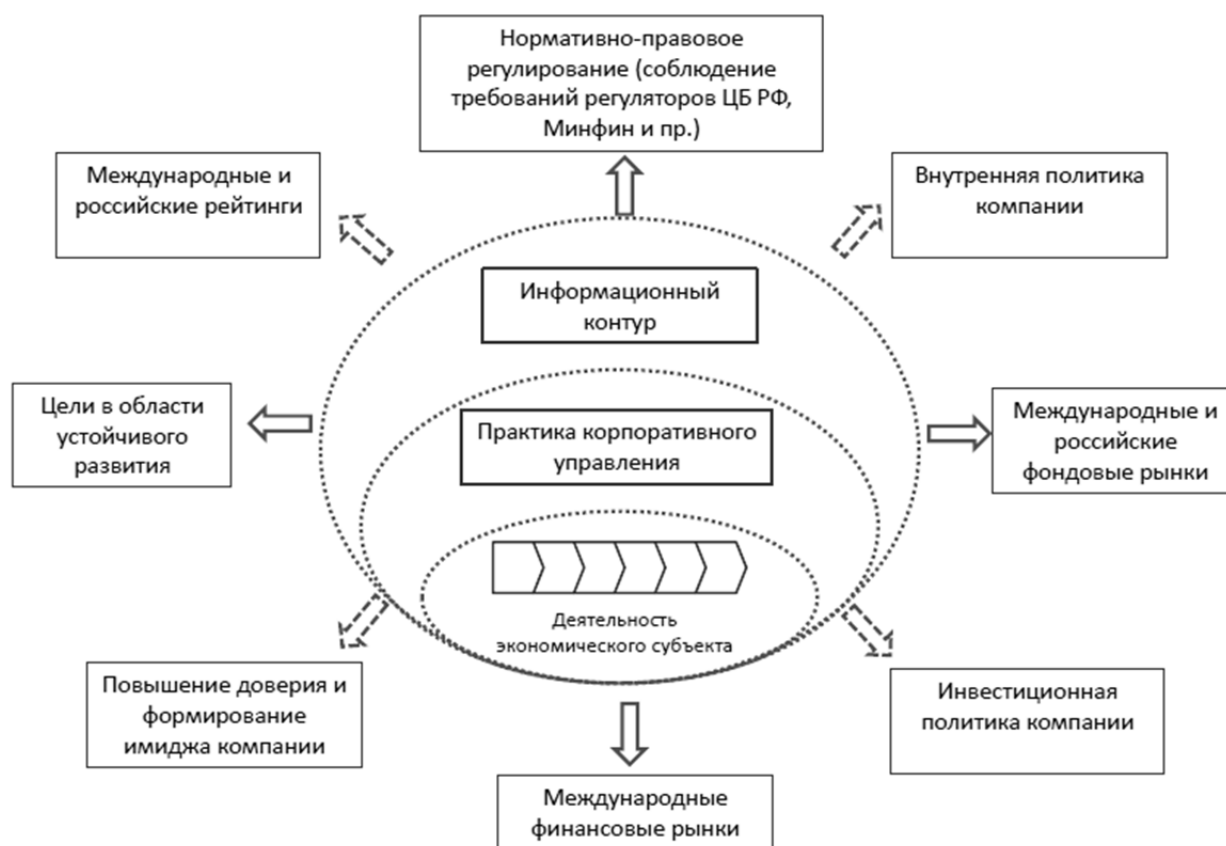 Нормативно-правовое
регулирование (соблюдение
требований регуляторов ЦБ РФ,
Минфин и пр.)
Международные и
российские рейтинги
Внутренняя политика
компании
Информационный
контур
Цели в области
устойчивого
развития
Практика корпоративного
управления
Международные и
российские
фондовые рынки
Деятельность
экономического субъекта
Повышение доверия и
формирование
имиджа компании
Инвестиционная
политика компании
Международные
финансовые рынки